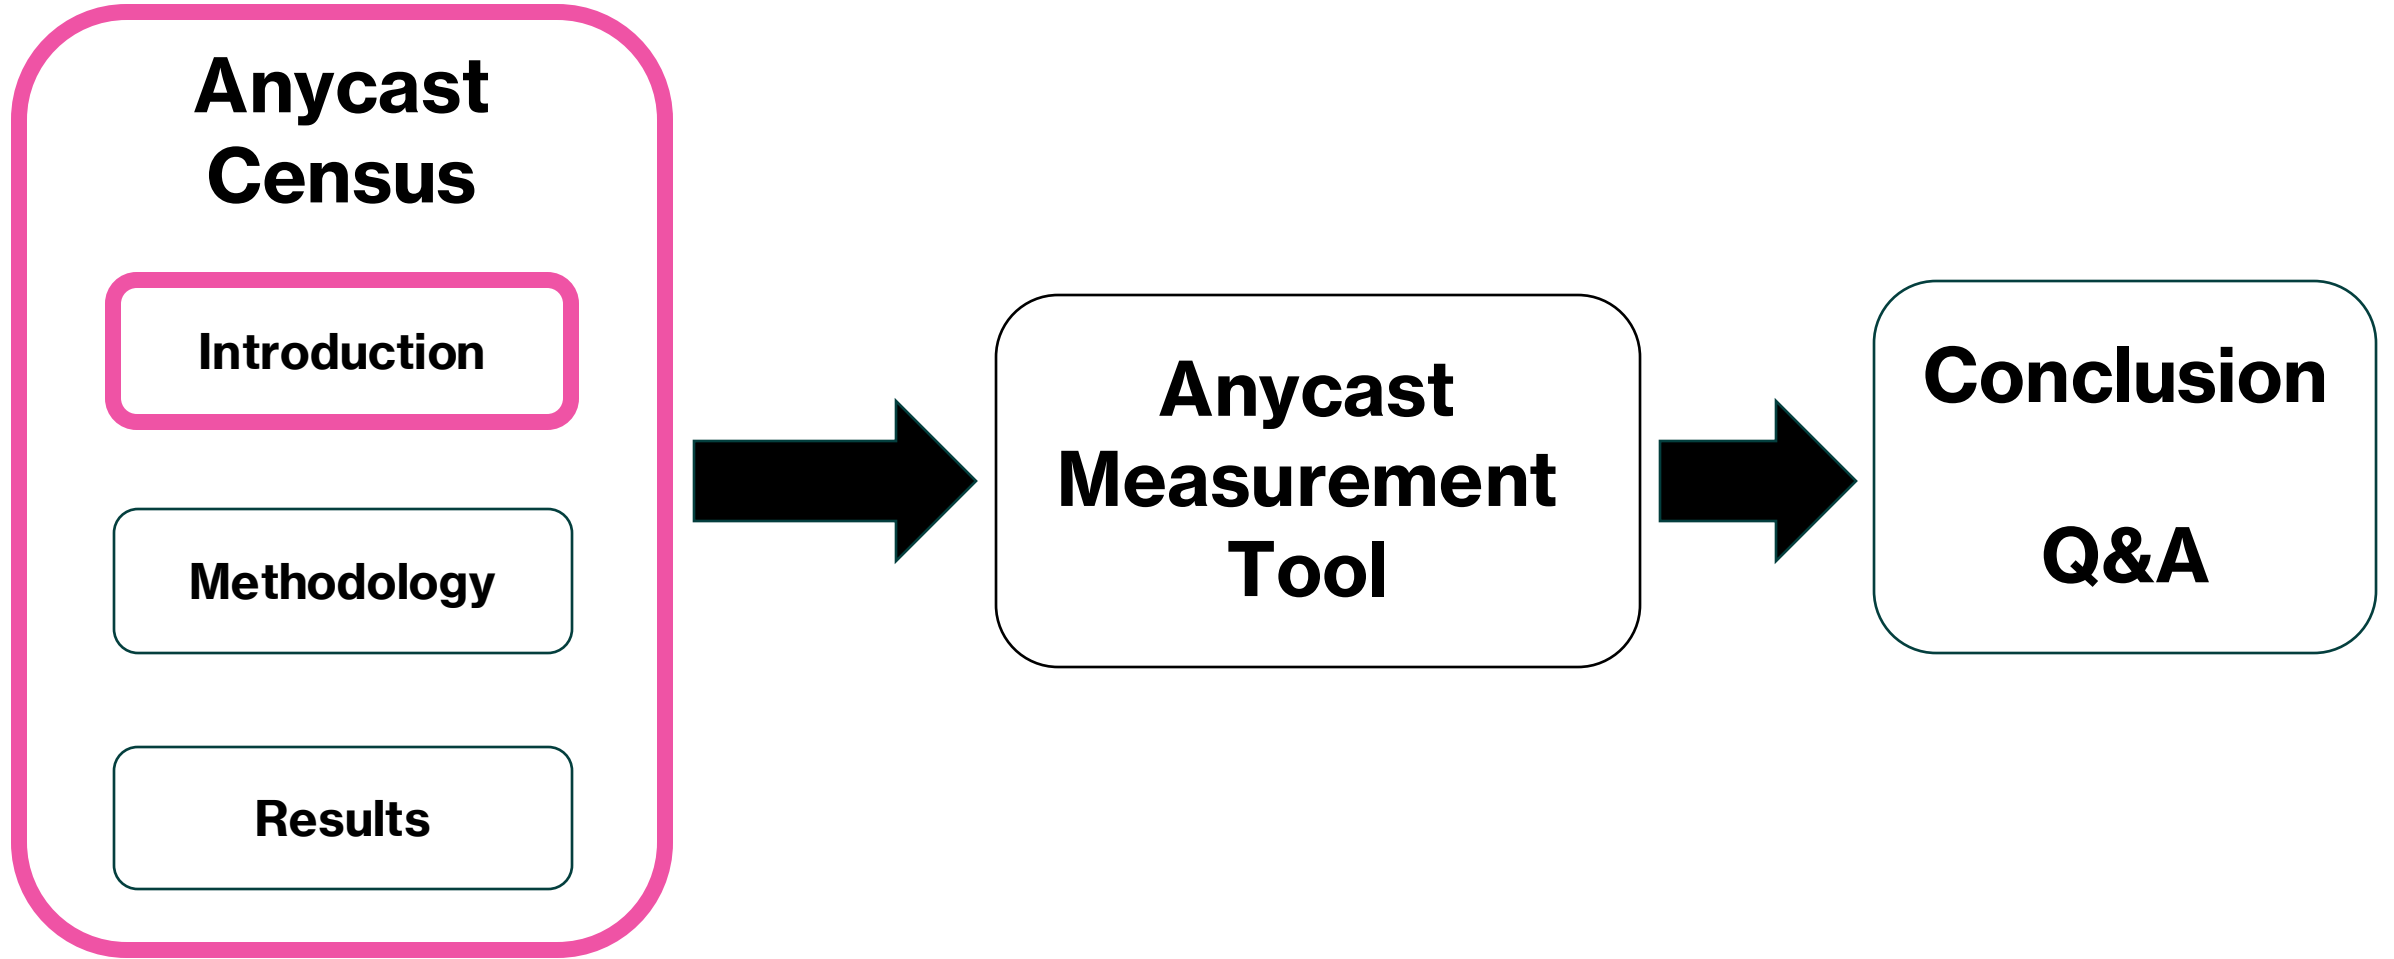 Anycast
Census
Introduction
Methodology
Results
Anycast
Measurement
Tool
Conclusion
Q&A